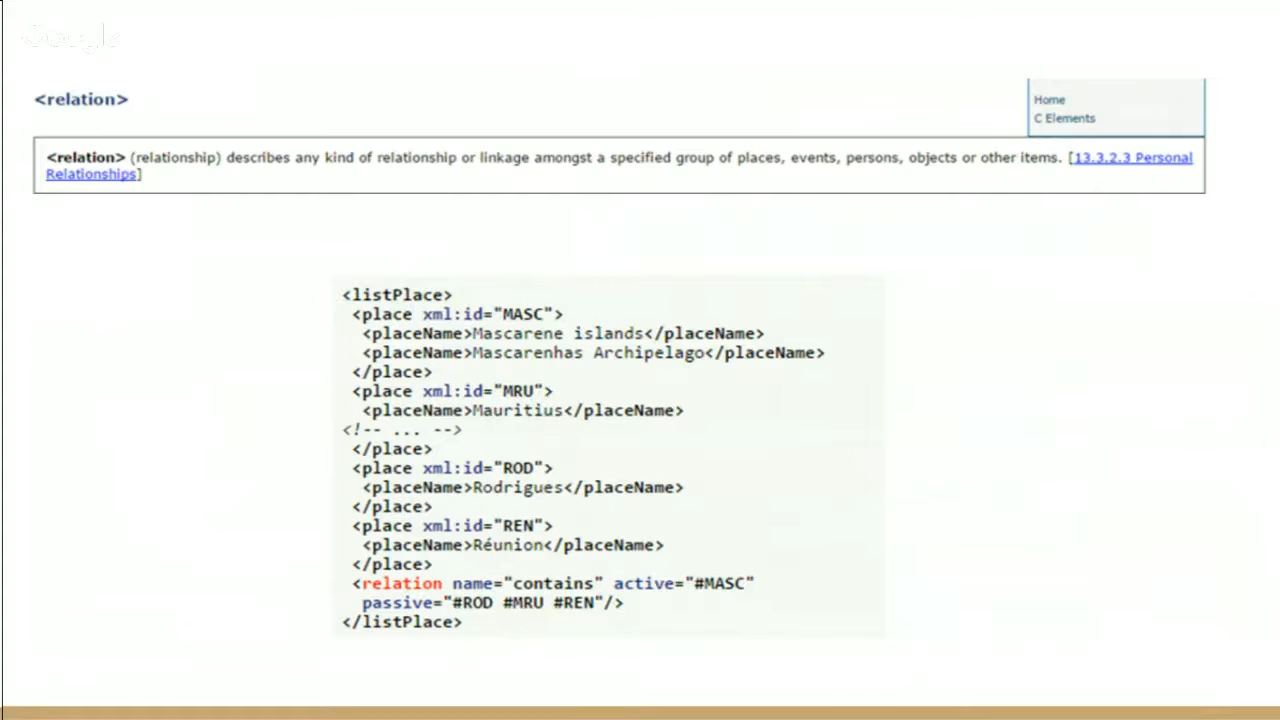 Google
<relation>
Home
C Elements
<relation> (relationship) describes any kind of relationship or linkage amongst a specified group of places, events, persons, objects or other items. [13.3.2.3 Personal
Relationships]
<listPlace>
<place xml:id="MASC">
<placeName>Mascarene islands</placeName>
<placeName>Mascarenhas Archipelago</placeName>
</place>
<place xml:id="MRU">
<placeName>Mauritius</placeName>
<!-- ... -->
</place>
<place xml:id="ROD">
<placeName>Rodrigues</placeName>
</place>
<place xml:id="REN">
<placeName>Réunion</placeName>
</place>
<relation name="contains" active="#MASC"
passive="#ROD #MRU #REN"/>
</listPlace>